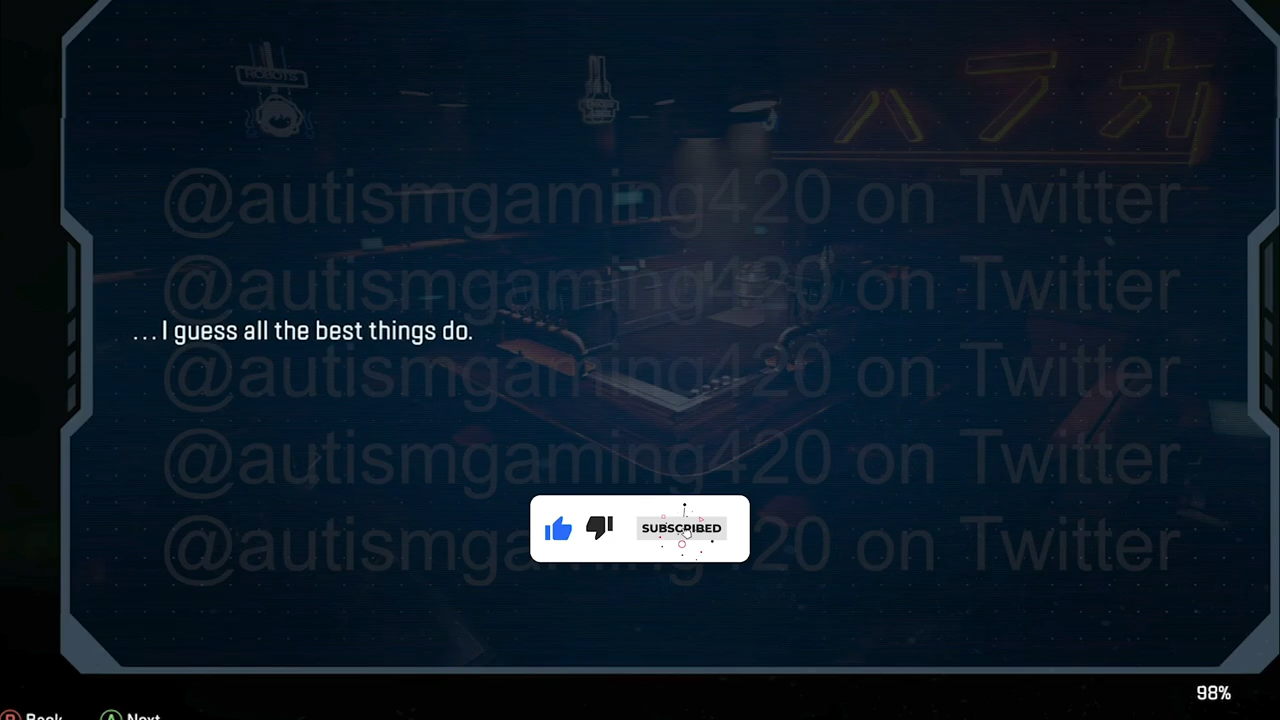 ROBOTS
ハラカ
@autismgaming420 on Twitter
@autismgaming420 on Twitter
... I guess all the best things do.
@autismgaming420 on Twitter
@autismgaming420 on Twitter
SUBSCRIBED
@autismgaming420 on Twitter
98%
B Back A Next